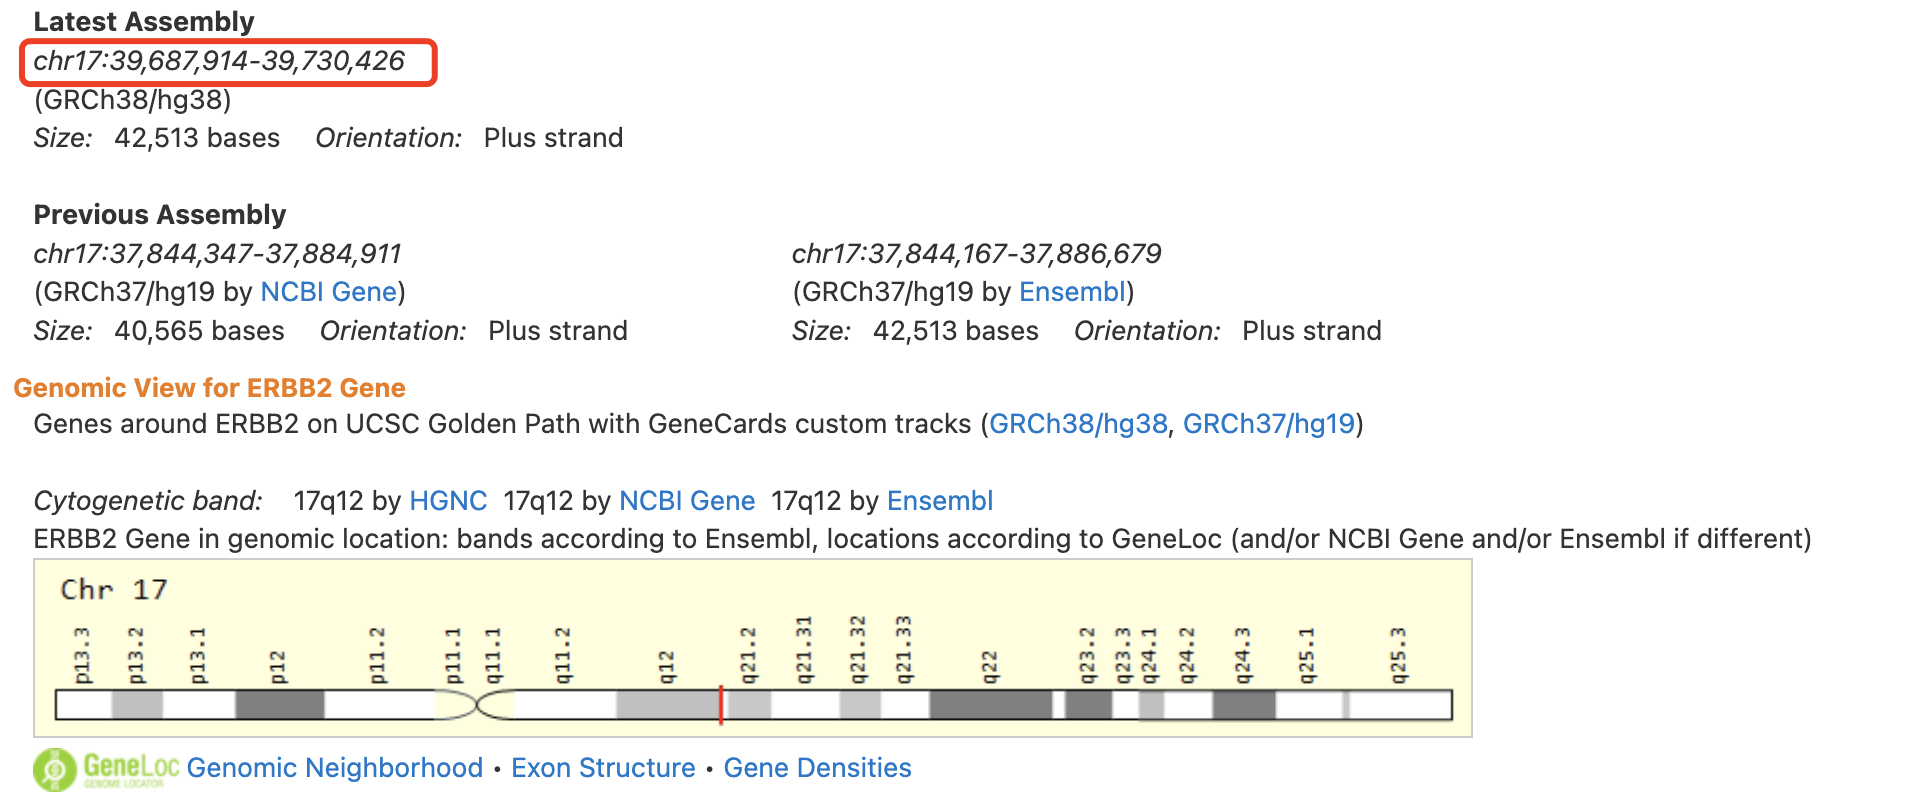 Latest Assembly
chr17:39,687,914-39,730,426
(GRCh38/hg38)
Size: 42,513 bases Orientation: Plus strand
Previous Assembly
chr17:37,844,347-37,884,911
(GRCh37/hg19 by NCBI Gene)
Size: 40,565 bases Orientation: Plus strand
chr17:37,844,167-37,886,679
(GRCh37/hg19 by Ensembl)
Size: 42,513 bases Orientation: Plus strand
Genomic View for ERBB2 Gene
Genes around ERBB2 on UCSC Golden Path with GeneCards custom tracks (GRCh38/hg38, GRCh37/hg19)
Cytogenetic band: 17q12 by HGNC 17q12 by NCBI Gene 17q12 by Ensembl
ERBB2 Gene in genomic location: bands according to Ensembl, locations according to GeneLoc (and/or NCBI Gene and/or Ensembl if different)
Chr 17
p13.3 p13.2 p13.1 p12 p11.2 p11.1 q11.1 q11.2 q12 q21.2 q21.31 q21.32 q21.33 q22 q23.2 q23.3 q24.1 q24.2 q24.3 q25.1 q25.3
GeneLoc
GENOME LOCATOR
Genomic Neighborhood • Exon Structure • Gene Densities